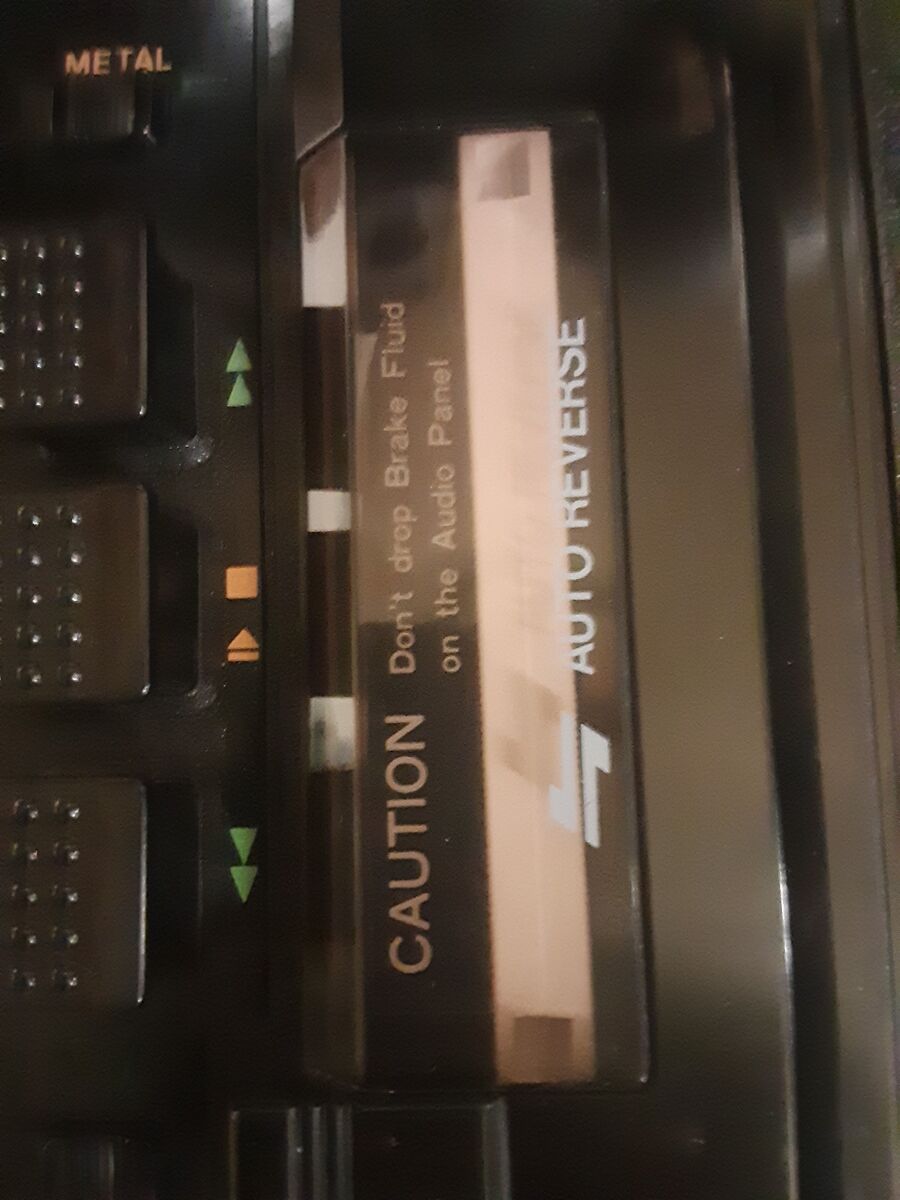 METAL
CAUTION Don't drop Brake Fluid
on the Audio Panel
AUTO REVERSE